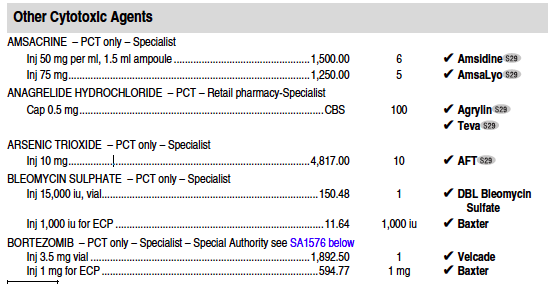 Other Cytotoxic Agents
AMSACRINE – PCT only – Specialist
Inj 50 mg per ml, 1.5 ml ampoule ..... 1,500.00 6 ✔ Amsidine S29
Inj 75 mg ..... 1,250.00 5 ✔ AmsaLyo S29
ANAGRELIDE HYDROCHLORIDE – PCT – Retail pharmacy-Specialist
Cap 0.5 mg ..... CBS 100 ✔ Agrylin S29
✔ Teva S29
ARSENIC TRIOXIDE – PCT only – Specialist
Inj 10 mg ..... 4,817.00 10 ✔ AFT S29
BLEOMYCIN SULPHATE – PCT only – Specialist
Inj 15,000 iu, vial ..... 150.48 1 ✔ DBL Bleomycin
Sulfate
Inj 1,000 iu for ECP ..... 11.64 1,000 iu ✔ Baxter
BORTEZOMIB – PCT only – Specialist – Special Authority see SA1576 below
Inj 3.5 mg vial ..... 1,892.50 1 ✔ Velcade
Inj 1 mg for ECP ..... 594.77 1 mg ✔ Baxter